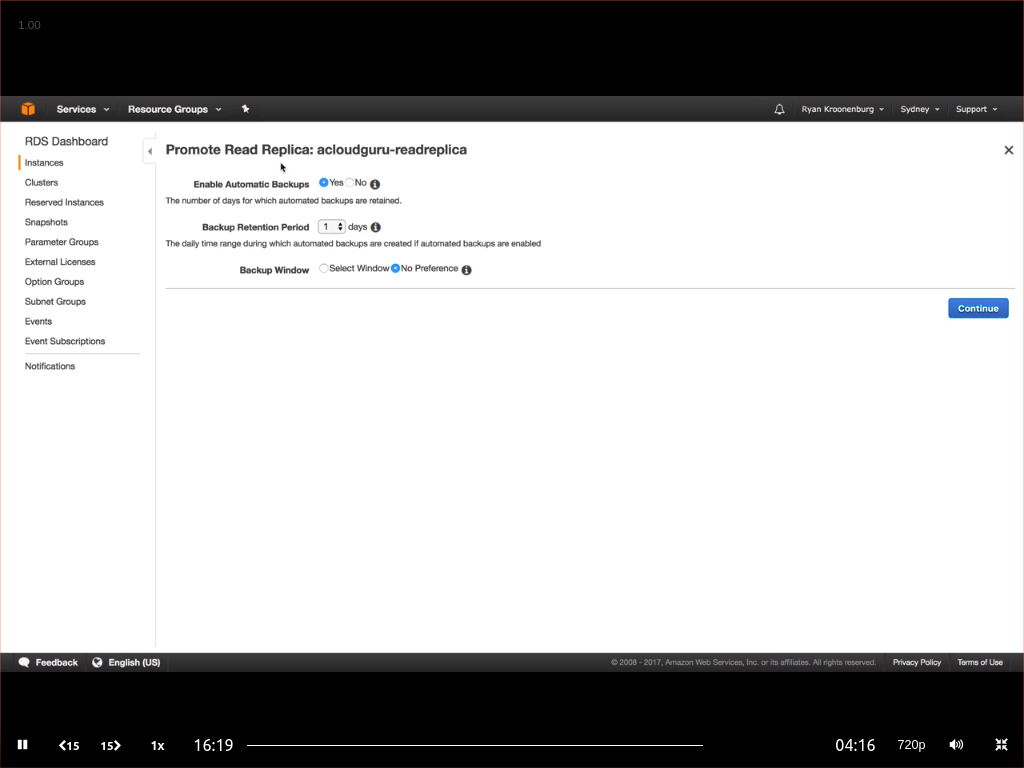 1.00
Services Resource Groups Ryan Kroonenburg Sydney Support
RDS Dashboard
Instances
Clusters
Reserved Instances
Snapshots
Parameter Groups
External Licenses
Option Groups
Subnet Groups
Events
Event Subscriptions
Notifications
Promote Read Replica: acloudguru-readreplica
Enable Automatic Backups Yes No
The number of days for which automated backups are retained.
Backup Retention Period 1 days
The daily time range during which automated backups are created if automated backups are enabled
Backup Window Select Window No Preference
Continue
Feedback English (US) © 2008 - 2017, Amazon Web Services, Inc. or its affiliates. All rights reserved. Privacy Policy Terms of Use
15 15 1x 16:19 04:16 720p